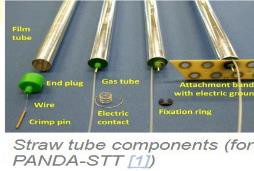 Film
tube
End plug
Gas tube
Attachment band
with electric groun
Wire
Electric
contact
Fixation ring
Crimp pin
Straw tube components (for
PANDA-STT [1])